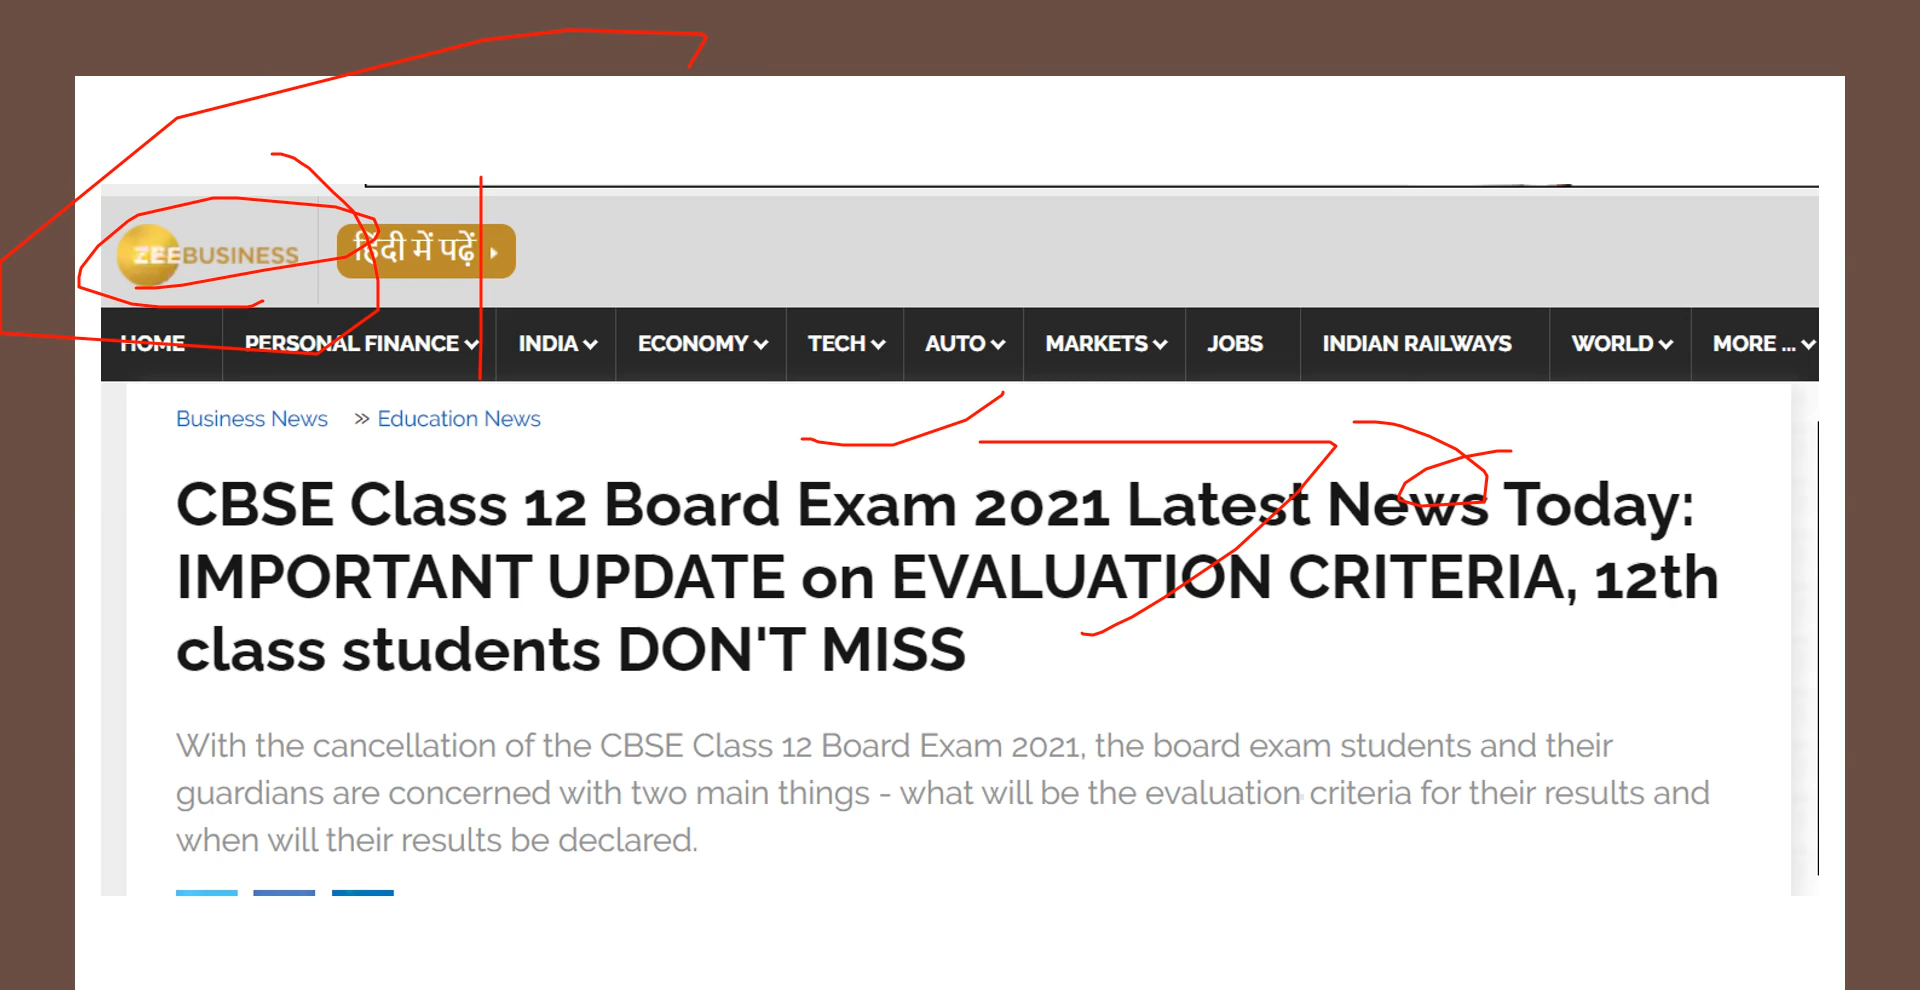 ZEEBUSINESS हिंदी में पढ़ें
HOME PERSONAL FINANCE INDIA ECONOMY TECH AUTO MARKETS JOBS INDIAN RAILWAYS WORLD MORE ...
Business News » Education News
CBSE Class 12 Board Exam 2021 Latest News Today:
IMPORTANT UPDATE on EVALUATION CRITERIA, 12th
class students DON'T MISS
With the cancellation of the CBSE Class 12 Board Exam 2021, the board exam students and their
guardians are concerned with two main things - what will be the evaluation criteria for their results and
when will their results be declared.